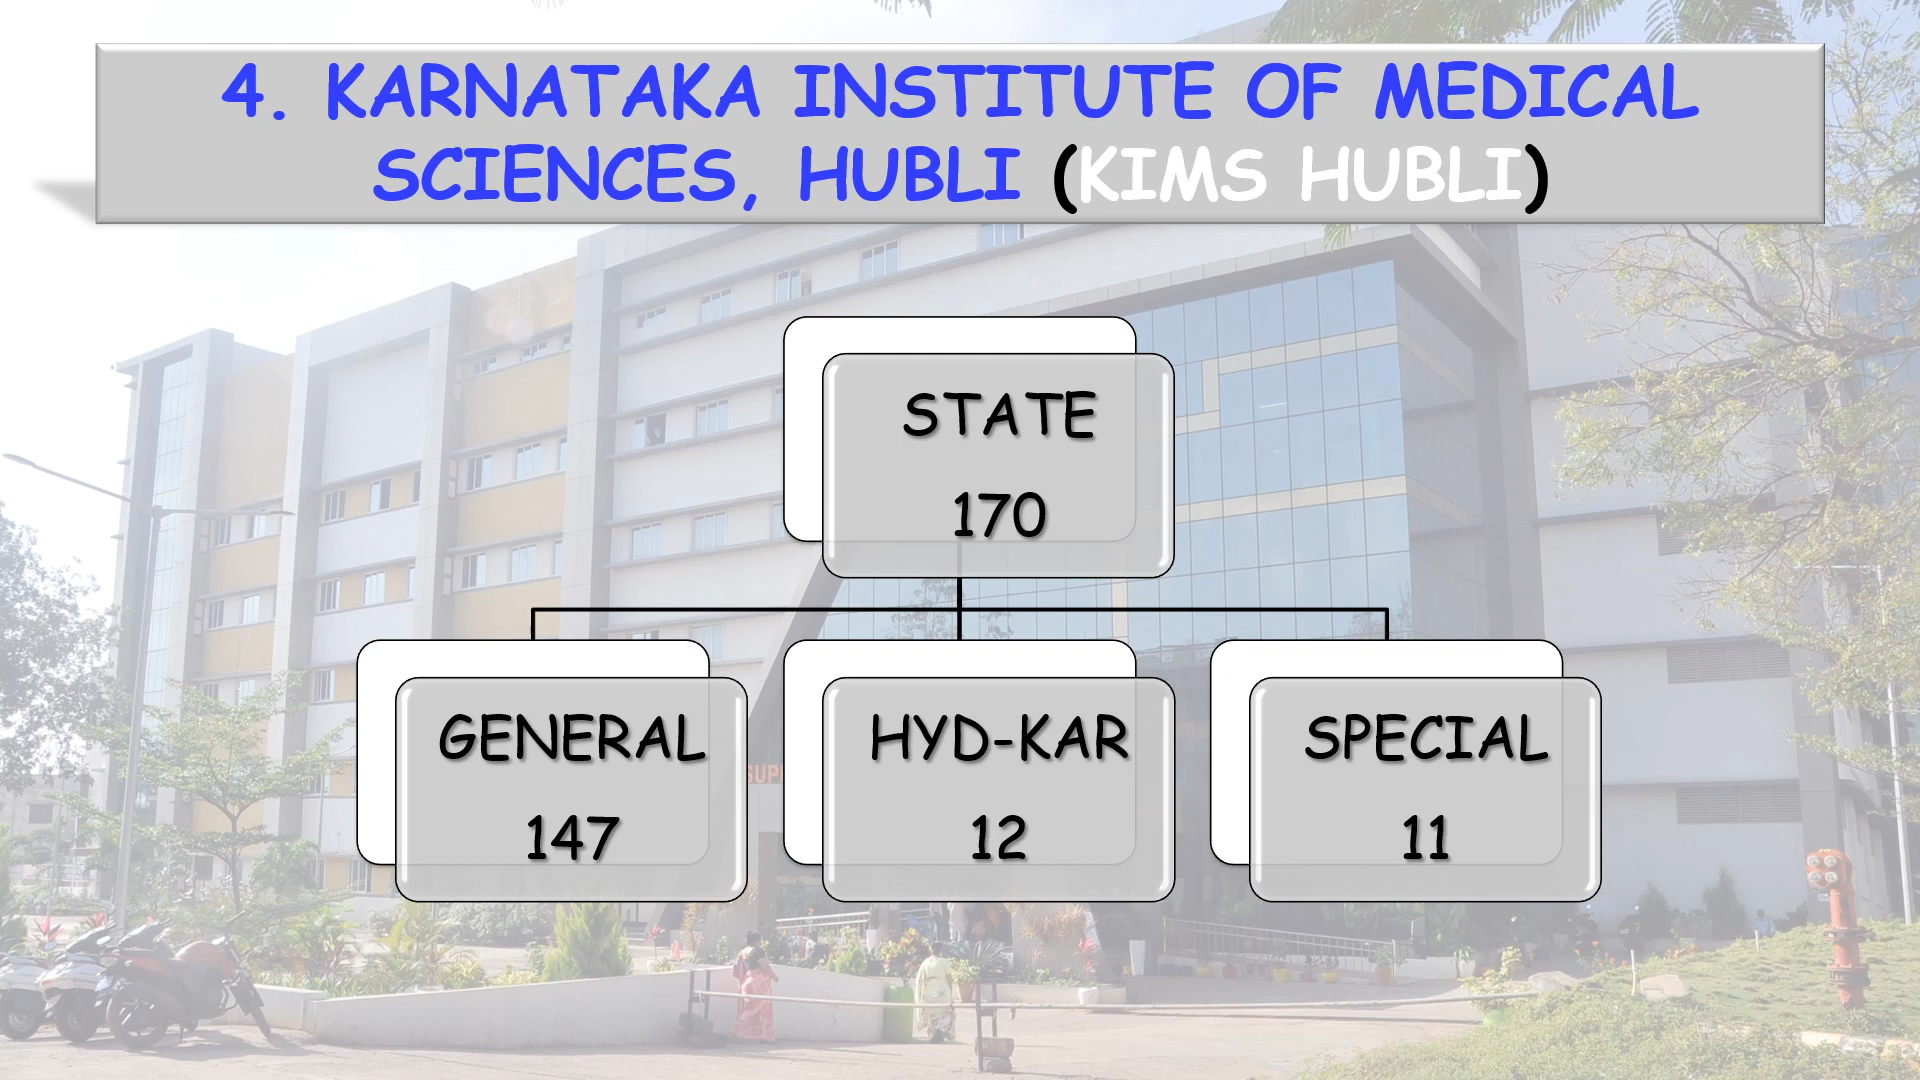 4. KARNATAKA INSTITUTE OF MEDICAL
SCIENCES, HUBLI (KIMS HUBLI)
STATE
170
GENERAL
147
HYD-KAR
12
SPECIAL
11